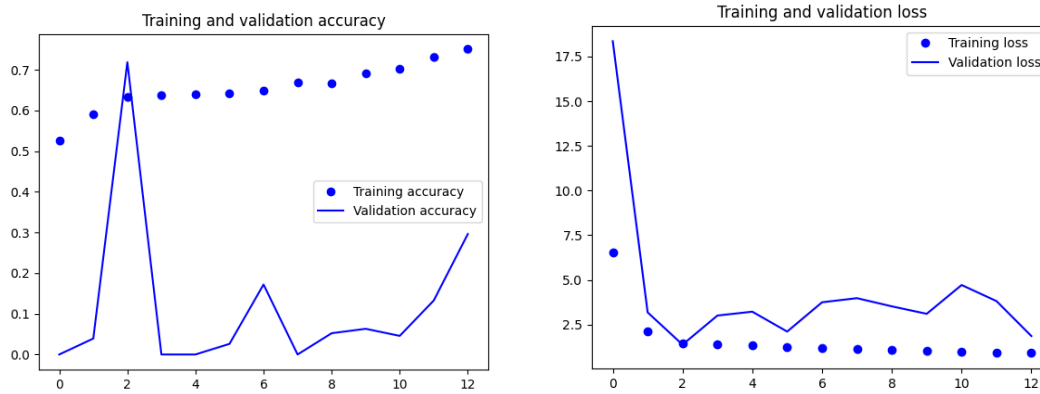 Training and validation accuracy
0.7
0.6
0.5
0.4
0.3
0.2
0.1
0.0
Training accuracy
Validation accuracy
0 2 4 6 8 10 12
Training and validation loss
17.5
15.0
12.5
10.0
7.5
5.0
2.5
Training loss
Validation loss
0 2 4 6 8 10 12